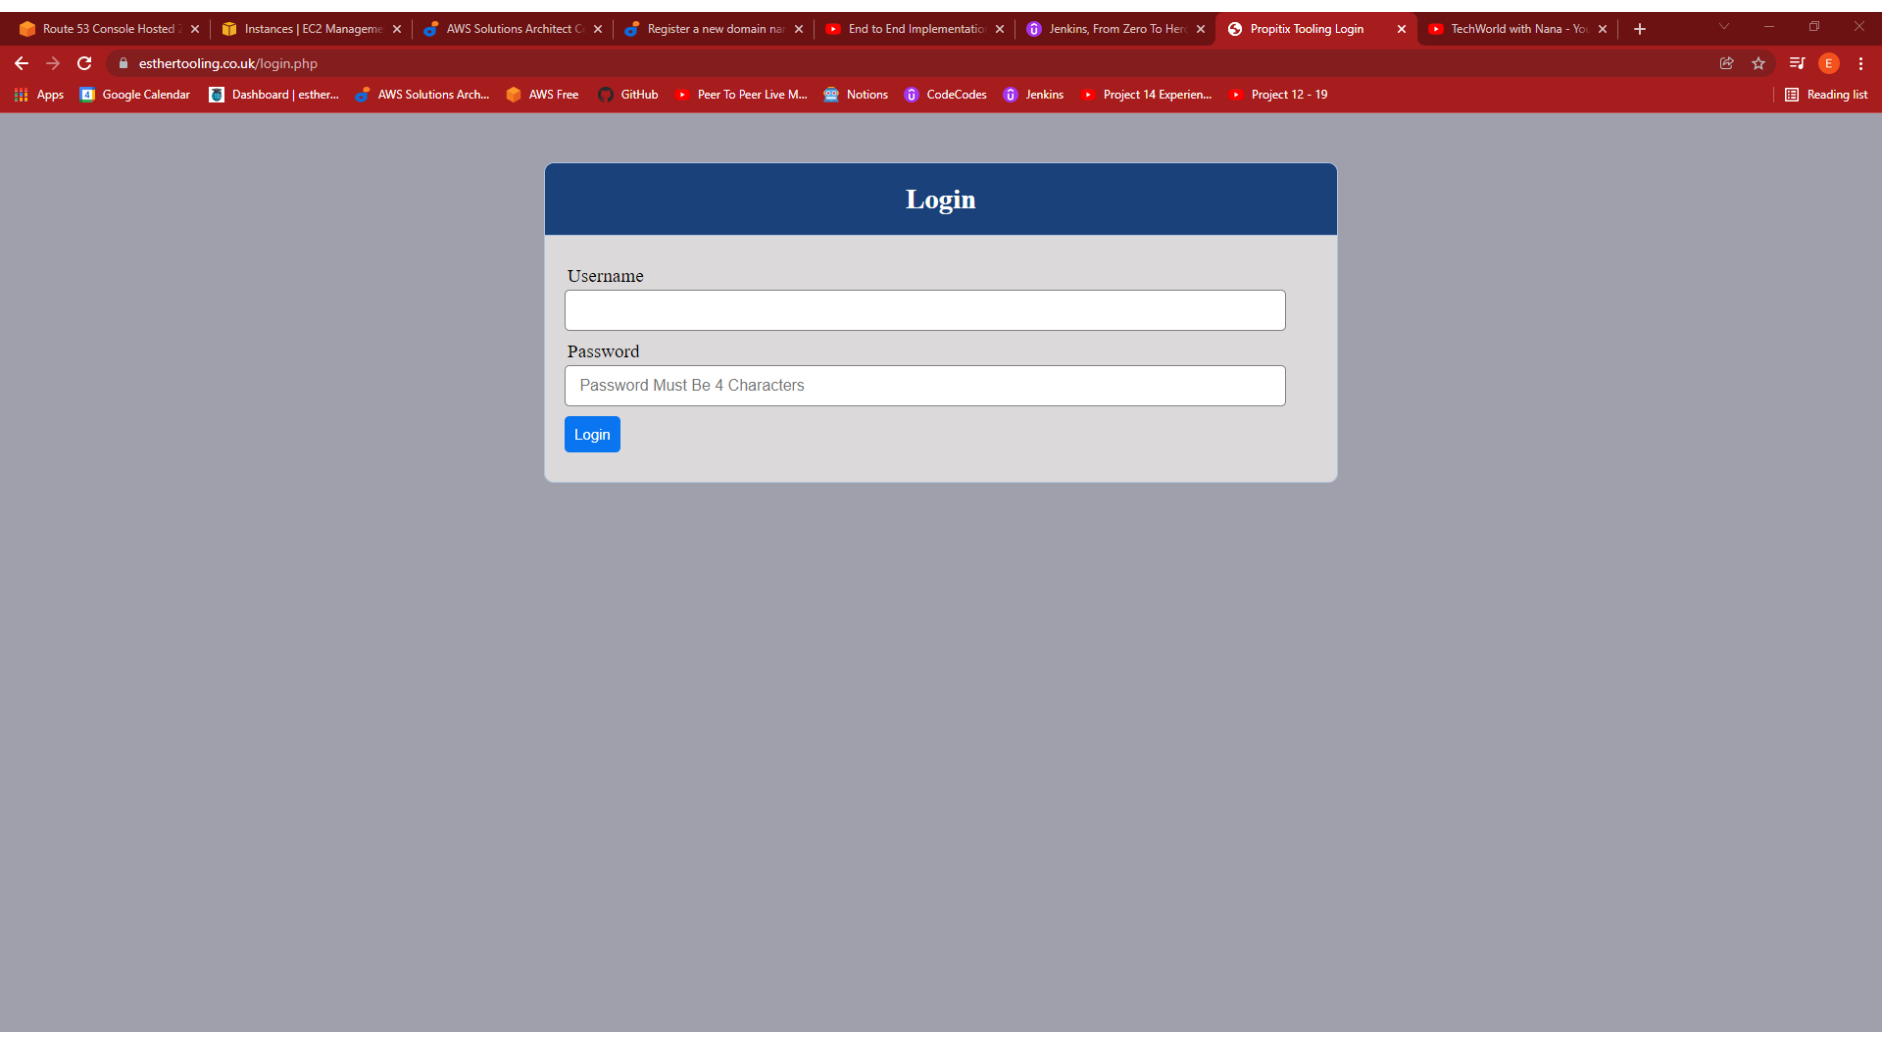 Route 53 Console Hosted
Instances | EC2 Manageme
AWS Solutions Architect C
Register a new domain nar
End to End Implementatio
Jenkins, From Zero To Herc
Propitix Tooling Login
TechWorld with Nana - You
esthertooling.co.uk/login.php
E
Apps
4
Google Calendar
Dashboard | esther...
AWS Solutions Arch...
AWS Free
GitHub
Peer To Peer Live M...
Notions
CodeCodes
Jenkins
Project 14 Experien...
Project 12 - 19
Reading list
Login
Username
Password
Password Must Be 4 Characters
Login